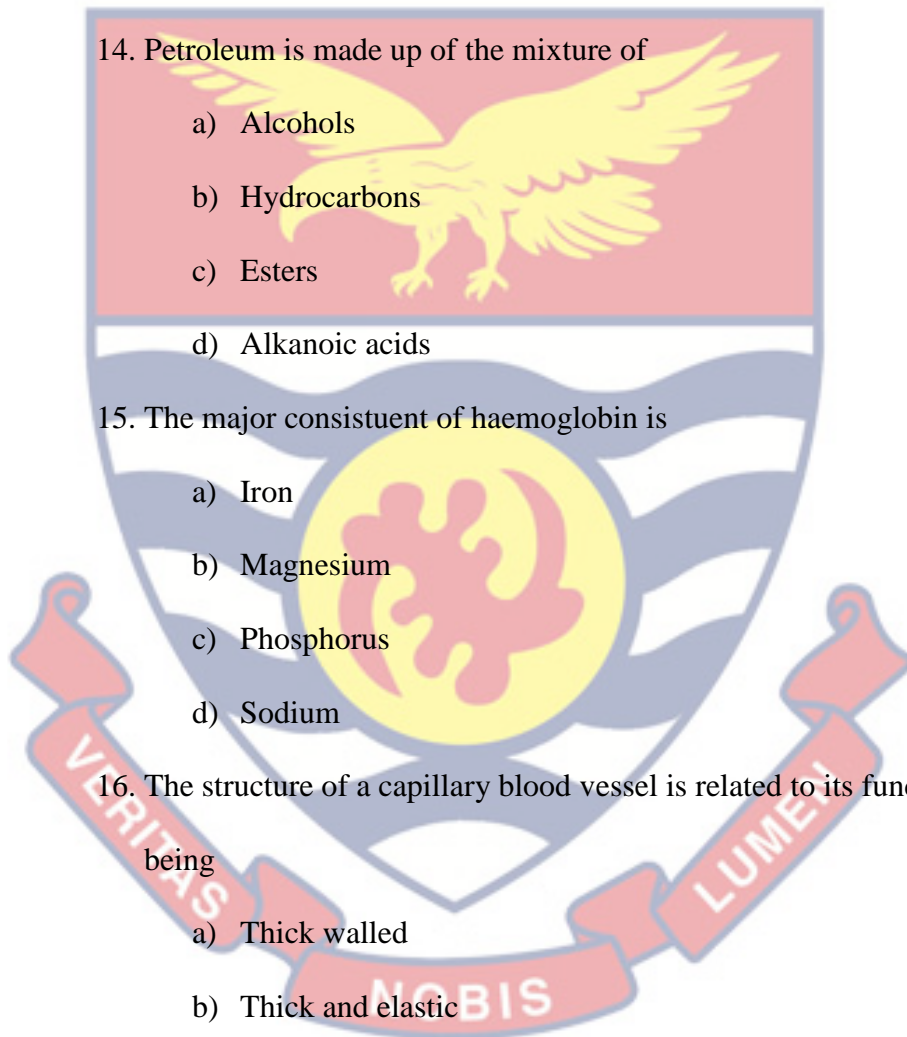 14. Petroleum is made up of the mixture of
a) Alcohols
b) Hydrocarbons
c) Esters
d) Alkanoic acids
15. The major consistuent of haemoglobin is
a) Iron
b) Magnesium
c) Phosphorus
d) Sodium
16. The structure of a capillary blood vessel is related to its
being
a) Thick walled
b) Thick and elastic
VERITAS
NOBIS
LUMEN